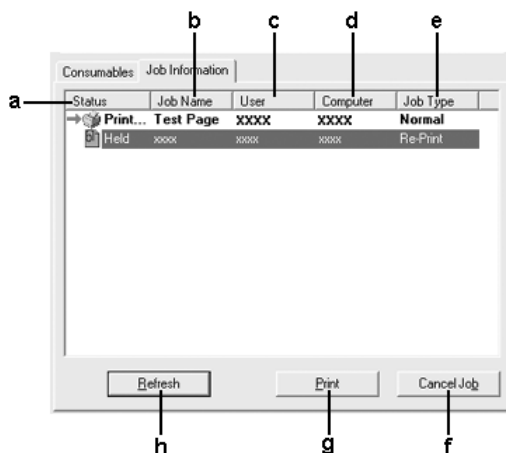 b c d e
Consumables Job Information
a Status Job Name User Computer Job Type
Print... Test Page xxxx xxxx Normal
Held xxxx xxxx xxxx Re-Print
Refresh Print Cancel Job
h g f